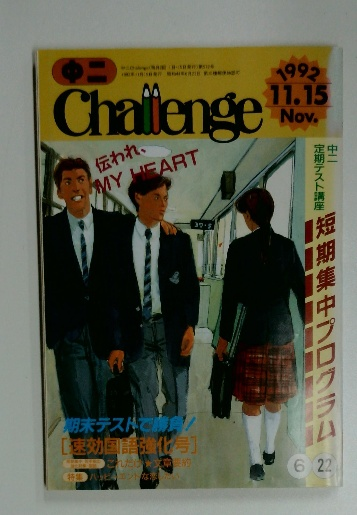 中二
Challenge
1992
11.15
Nov.
伝われ、
MY HEART
中二
定期テスト講座
短期集中プログラム
期末テストで勝負!
[速効国語強化号]
特集
6
22